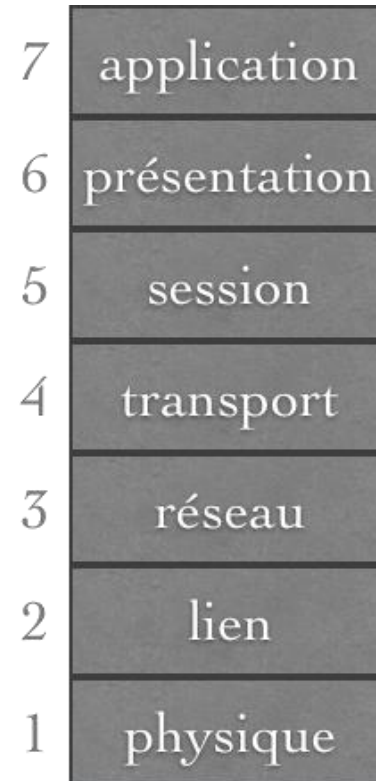 7 application
6 présentation
5 session
4 transport
3 réseau
2 lien
1 physique